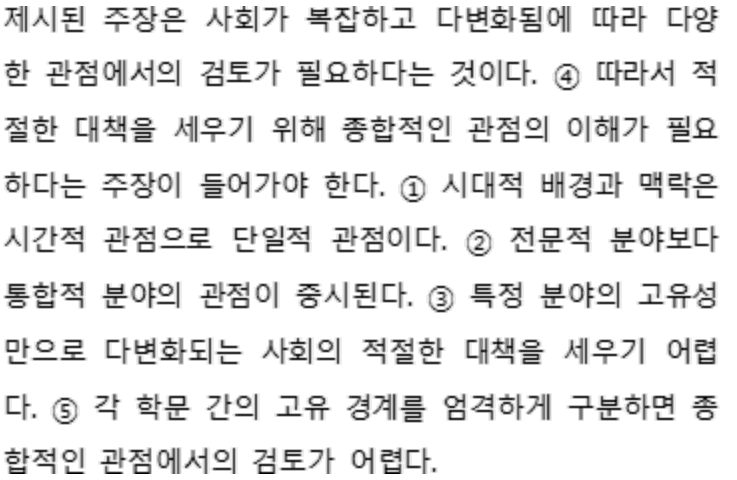 제시된 주장은 사회가 복잡하고 다변화됨에 따라 다양
한 관점에서의 검토가 필요하다는 것이다. ④ 따라서 적
절한 대책을 세우기 위해 종합적인 관점의 이해가 필요
하다는 주장이 들어가야 한다. ① 시대적 배경과 맥락은
시간적 관점으로 단일적 관점이다. ② 전문적 분야보다
통합적 분야의 관점이 중시된다. ③ 특정 분야의 고유성
만으로 다변화되는 사회의 적절한 대책을 세우기 어렵
다. ⑤ 각 학문 간의 고유 경계를 엄격하게 구분하면 종
합적인 관점에서의 검토가 어렵다.